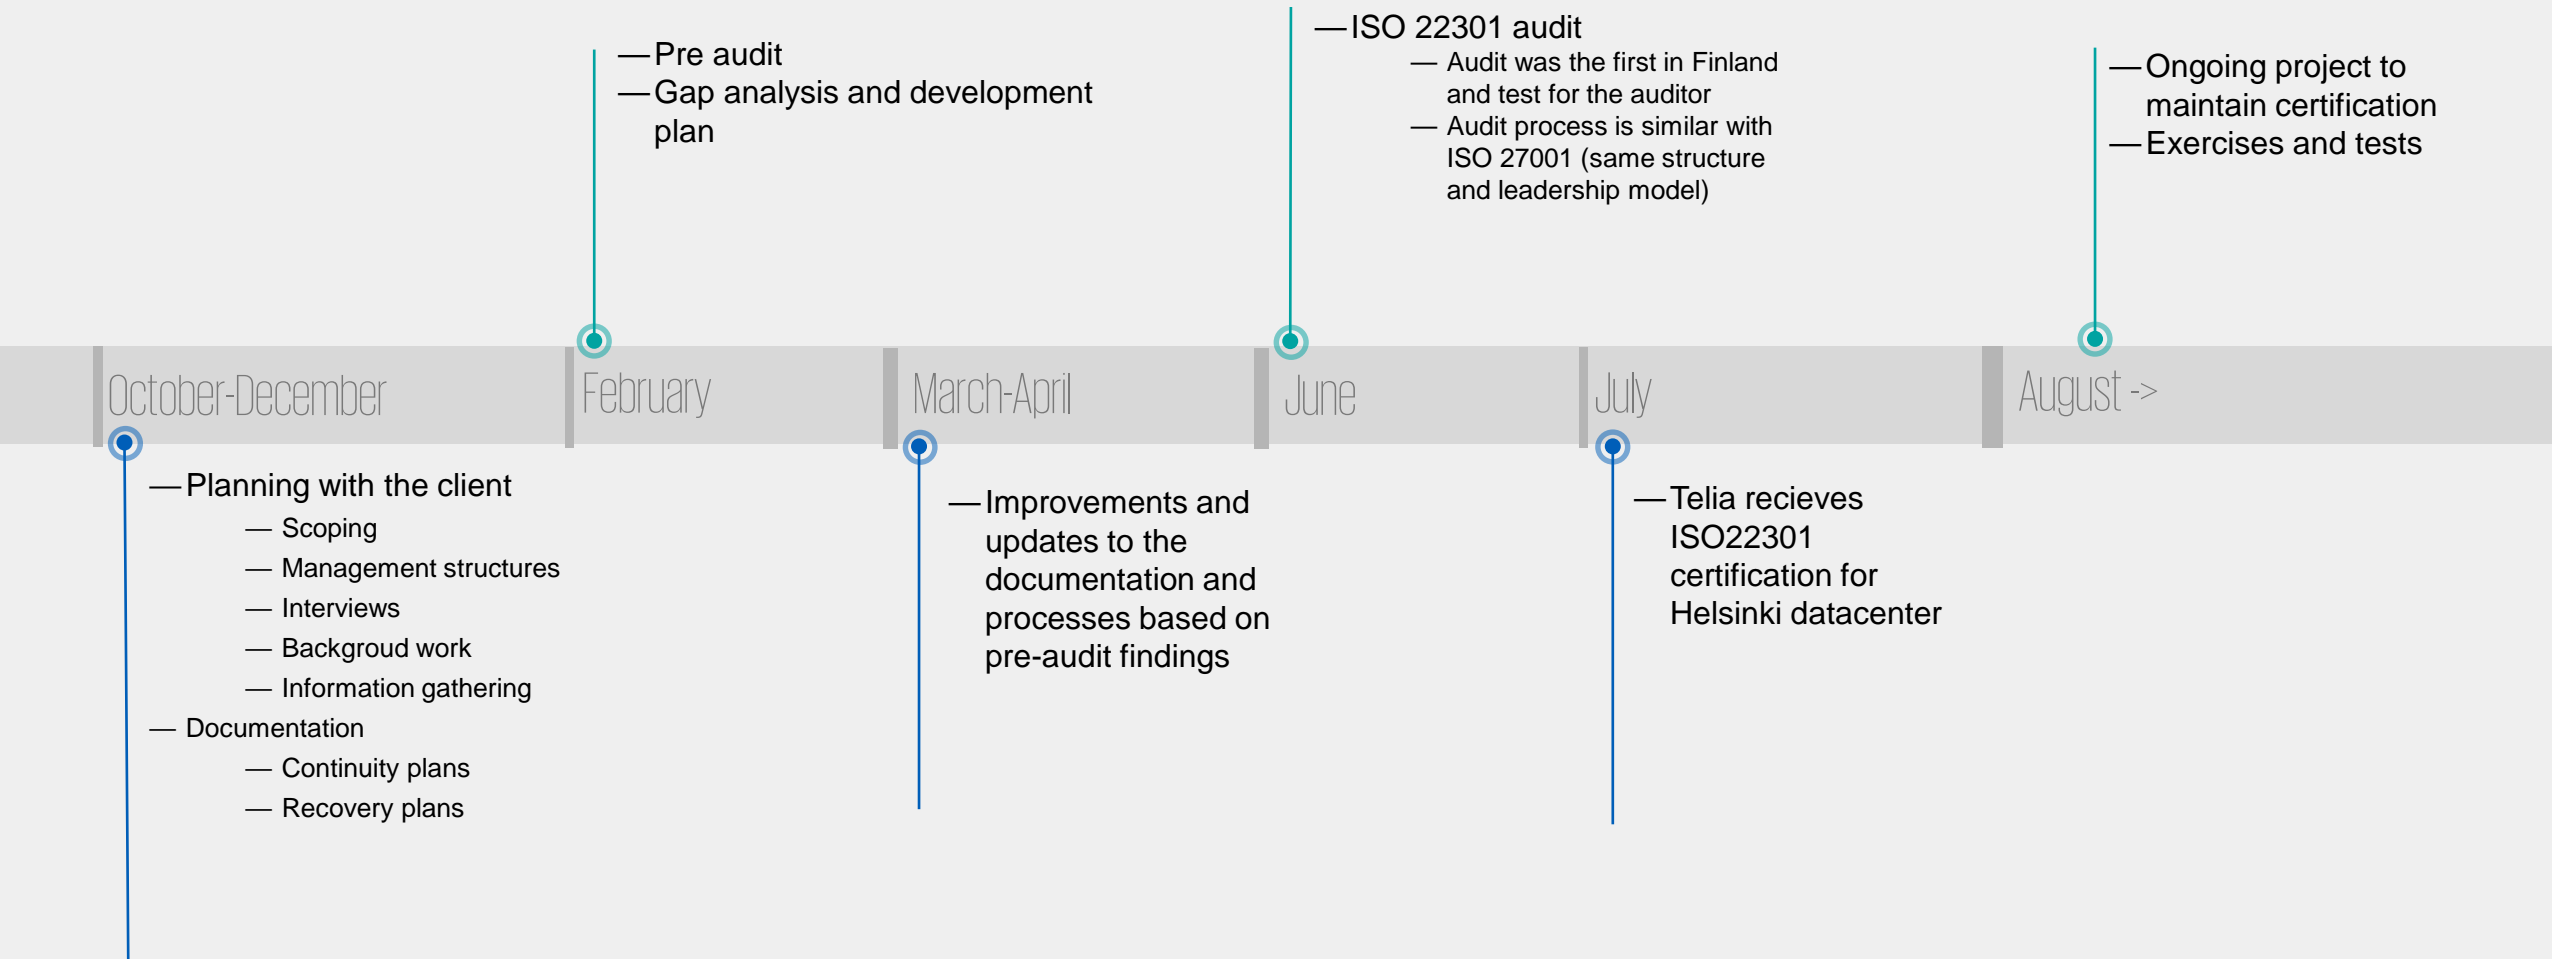 October-December
— Planning with the client
— Scoping
— Management structures
— Interviews
— Backgroud work
— Information gathering
— Documentation
— Continuity plans
— Recovery plans
February
— Pre audit
— Gap analysis and development
plan
March-April
— Improvements and
updates to the
documentation and
processes based on
pre-audit findings
June
— ISO 22301 audit
— Audit was the first in Finland
and test for the auditor
— Audit process is similar with
ISO 27001 (same structure
and leadership model)
July
— Telia recieves
ISO22301
certification for
Helsinki datacenter
August ->
— Ongoing project to
maintain certification
— Exercises and tests